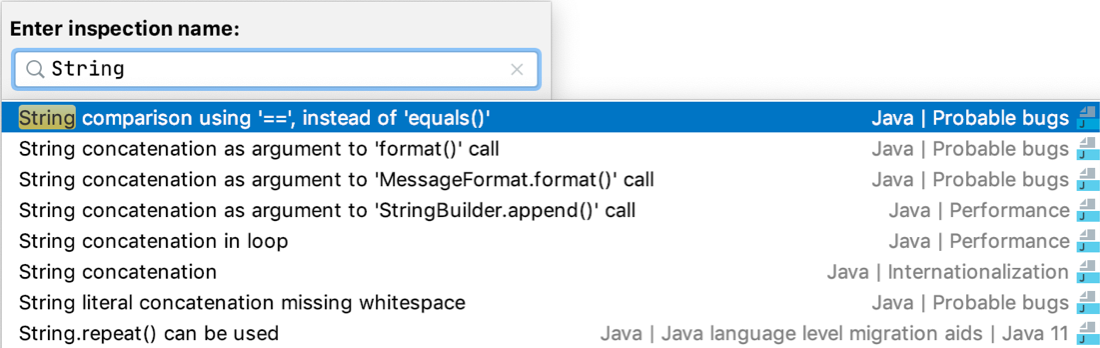 Enter inspection name:
String
String comparison using '==', instead of 'equals()' Java | Probable bugs
String concatenation as argument to 'format()' call Java | Probable bugs
String concatenation as argument to 'MessageFormat.format()' call Java | Probable bugs
String concatenation as argument to 'StringBuilder.append()' call Java | Performance
String concatenation in loop Java | Performance
String concatenation Java | Internationalization
String literal concatenation missing whitespace Java | Probable bugs
String.repeat() can be used Java | Java language level migration aids | Java 11